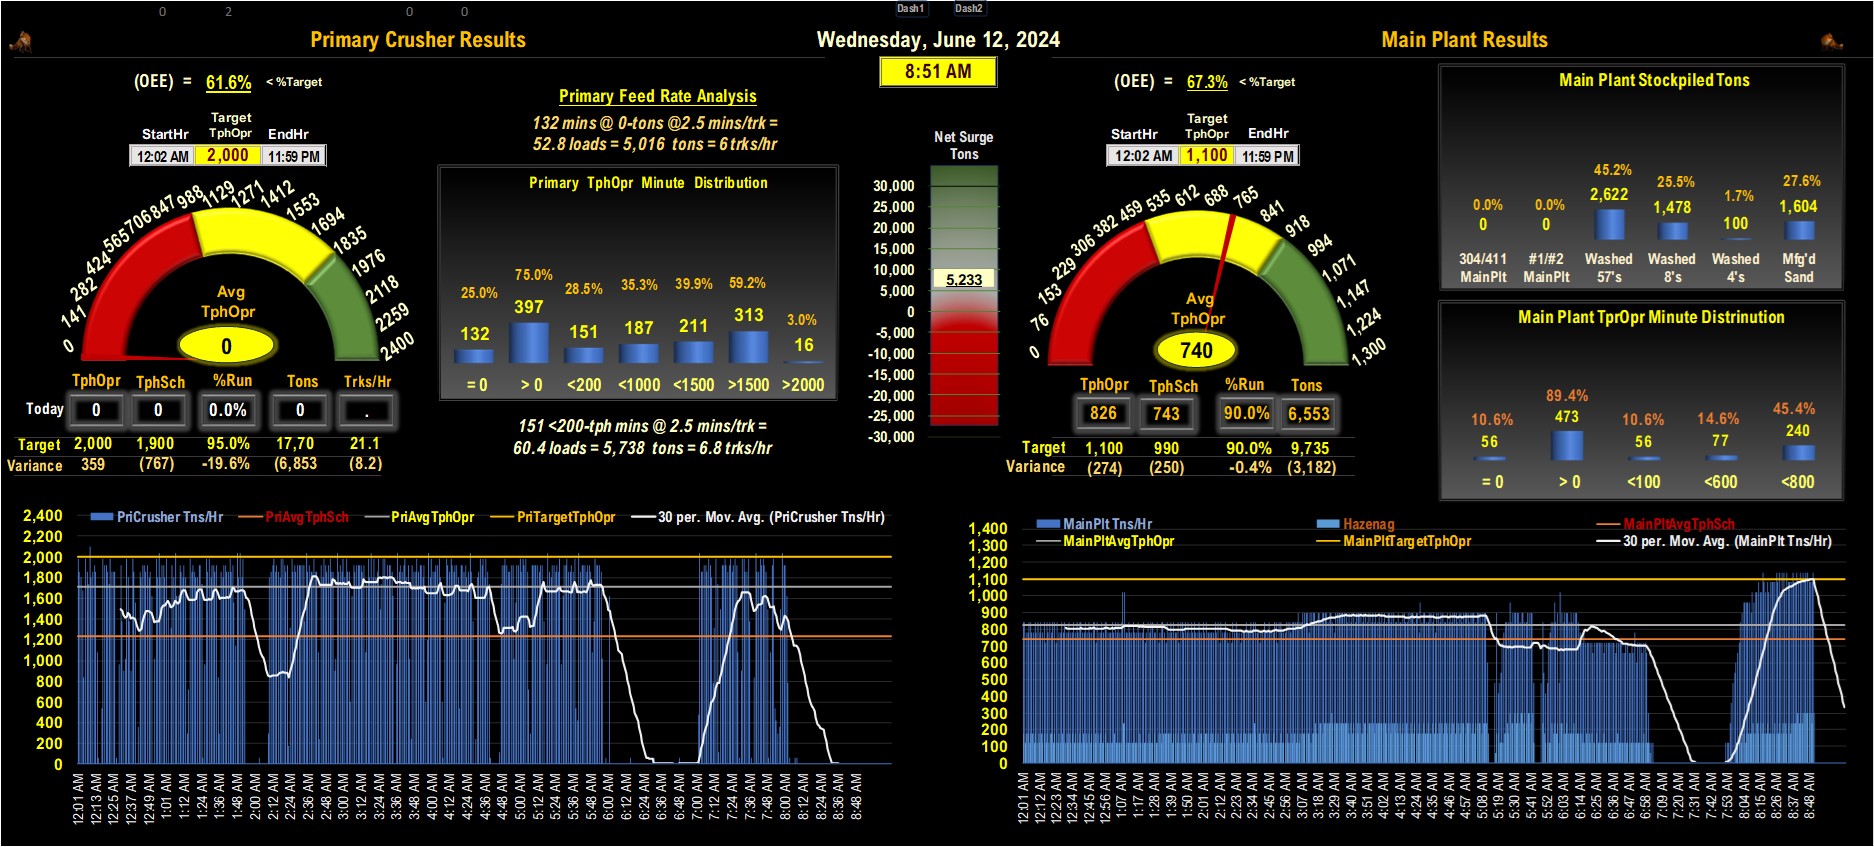 0 2 0 0 Dash1 Dash2
Primary Crusher Results
Wednesday, June 12, 2024
Main Plant Results
8:51 AM
(OEE) = 61.6% < %Target
Target
StartHr TphOpr EndHr
12:02 AM 2,000 11:59 PM
0 141 282 424 565 706 847 988 1129 1271 1412 1553 1694 1835 1976 2118 2259 2400
Avg
TphOpr
0
TphOpr TphSch %Run Tons Trks/Hr
Today 0 0 0.0% 0 .
Target 2,000 1,900 95.0% 17,70 21.1
Variance 359 (767) -19.6% (6,853 (8.2)
Primary Feed Rate Analysis
132 mins @ 0-tons @2.5 mins/trk =
52.8 loads = 5,016 tons = 6 trks/hr
Primary TphOpr Minute Distribution
25.0% 75.0% 28.5% 35.3% 39.9% 59.2% 3.0%
132 397 151 187 211 313 16
= 0 > 0 <200 <1000 <1500 >1500 >2000
151 <200-tph mins @ 2.5 mins/trk =
60.4 loads = 5,738 tons = 6.8 trks/hr
Net Surge
Tons
30,000
25,000
20,000
15,000
10,000
5,233
5,000
0
-5,000
-10,000
-15,000
-20,000
-25,000
-30,000
(OEE) = 67.3% < %Target
Target
StartHr TphOpr EndHr
12:02 AM 1,100 11:59 PM
0 76 153 229 306 382 459 535 612 688 765 841 918 994 1,071 1,147 1,224 1,300
Avg
TphOpr
740
TphOpr TphSch %Run Tons
826 743 90.0% 6,553
Target 1,100 990 90.0% 9,735
Variance (274) (250) -0.4% (3,182)
Main Plant Stockpiled Tons
0.0% 0.0% 45.2% 25.5% 1.7% 27.6%
0 0 2,622 1,478 100 1,604
304/411 #1/#2 Washed Washed Washed Mfg'd
MainPlt MainPlt 57's 8's 4's Sand
Main Plant TprOpr Minute Distrinution
10.6% 89.4% 10.6% 14.6% 45.4%
56 473 56 77 240
= 0 > 0 <100 <600 <800
PriCrusher Tns/Hr PriAvgTphSch PriAvgTphOpr PriTargetTphOpr 30 per. Mov. Avg. (PriCrusher Tns/Hr)
2,400
2,200
2,000
1,800
1,600
1,400
1,200
1,000
800
600
400
200
0
12:01 AM 12:13 AM 12:25 AM 12:37 AM 12:49 AM 1:01 AM 1:12 AM 1:24 AM 1:36 AM 1:48 AM 2:00 AM 2:12 AM 2:24 AM 2:36 AM 2:48 AM 3:00 AM 3:12 AM 3:24 AM 3:36 AM 3:48 AM 4:00 AM 4:12 AM 4:24 AM 4:36 AM 4:48 AM 5:00 AM 5:12 AM 5:24 AM 5:36 AM 5:48 AM 6:00 AM 6:12 AM 6:24 AM 6:36 AM 6:48 AM 7:00 AM 7:12 AM 7:24 AM 7:36 AM 7:48 AM 8:00 AM 8:12 AM 8:24 AM 8:36 AM 8:48 AM
MainPlt Tns/Hr Hazenag MainPltAvgTphSch
MainPltAvgTphOpr MainPltTargetTphOpr 30 per. Mov. Avg. (MainPlt Tns/Hr)
1,400
1,300
1,200
1,100
1,000
900
800
700
600
500
400
300
200
100
0
12:01 AM 12:12 AM 12:23 AM 12:34 AM 12:45 AM 12:56 AM 1:07 AM 1:17 AM 1:28 AM 1:39 AM 1:50 AM 2:01 AM 2:12 AM 2:23 AM 2:34 AM 2:45 AM 2:56 AM 3:07 AM 3:18 AM 3:29 AM 3:40 AM 3:51 AM 4:02 AM 4:13 AM 4:24 AM 4:35 AM 4:46 AM 4:57 AM 5:08 AM 5:19 AM 5:30 AM 5:41 AM 5:52 AM 6:03 AM 6:14 AM 6:25 AM 6:36 AM 6:47 AM 6:58 AM 7:09 AM 7:20 AM 7:31 AM 7:42 AM 7:53 AM 8:04 AM 8:15 AM 8:26 AM 8:37 AM 8:48 AM